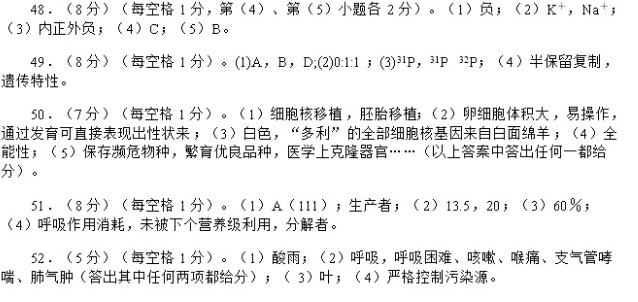 48．（8分）（每空格1分，第（4）、第（5）小题各2分）。（1）负；（2）K＋，Na＋；
（3）内正外负；（4）C；（5）B。
49．（8分）（每空格1分）。(1)A，B，D;(2)0:1:1；(3)³¹P，³¹P ³²P；（4）半保留复制，
遗传特性。
50．（7分）（每空格1分）。（1）细胞核移植，胚胎移植；（2）卵细胞体积大，易操作，
通过发育可直接表现出性状来；（3）白色，“多利”的全部细胞核基因来自白面绵羊；（4）全
能性；（5）保存濒危物种，繁育优良品种，医学上克隆器官……（以上答案中答出任何一都给
分）。
51．（8分）（每空格1分）。（1）A（111）；生产者；（2）13.5，20；（3）60％；
（4）呼吸作用消耗，未被下个营养级利用，分解者。
52．（5分）（每空格1分）。（1）酸雨；（2）呼吸，呼吸困难、咳嗽、喉痛、支气管哮
喘、肺气肿（答出其中任何两项都给分）；（3）叶；（4）严格控制污染源。